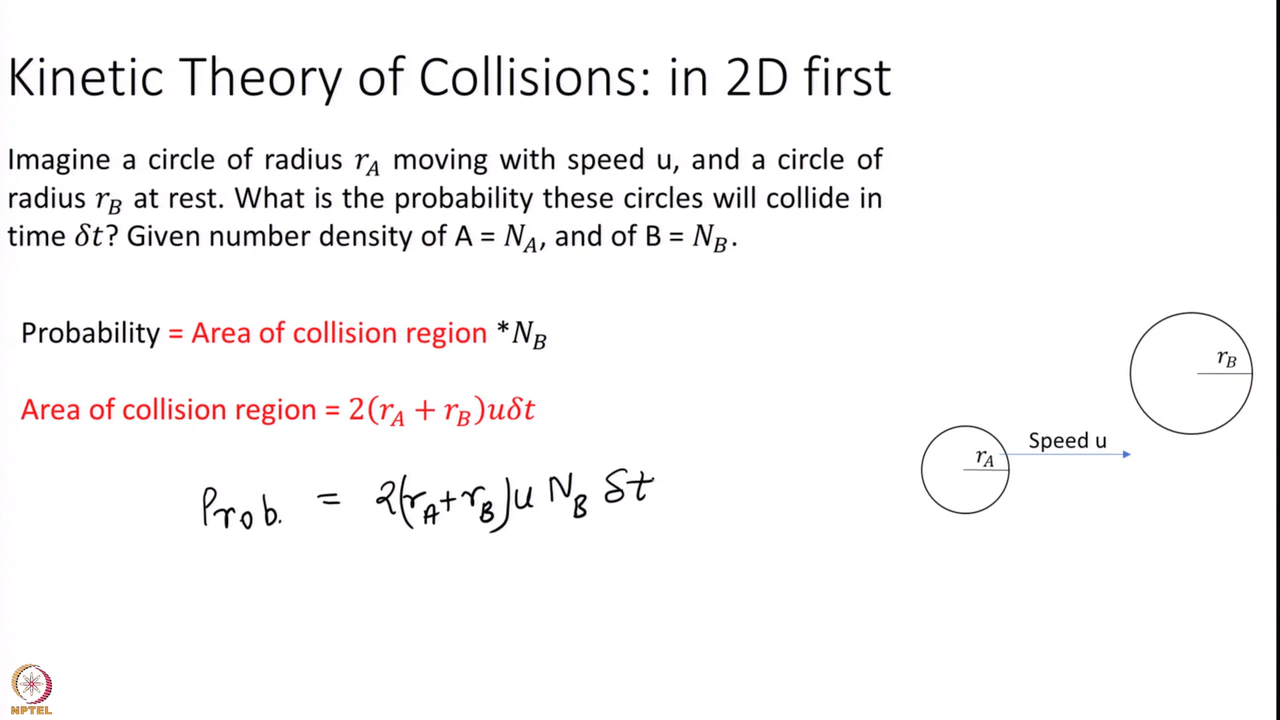 Kinetic Theory of Collisions: in 2D first
Imagine a circle of radius r_A moving with speed u, and a circle of
radius r_B at rest. What is the probability these circles will collide in
time δt? Given number density of A = N_A, and of B = N_B.
Probability = Area of collision region *N_B
Area of collision region = 2(r_A + r_B)uδt
Prob. = 2(r_A+r_B)u N_B δt
r_B
Speed u
r_A
NPTEL